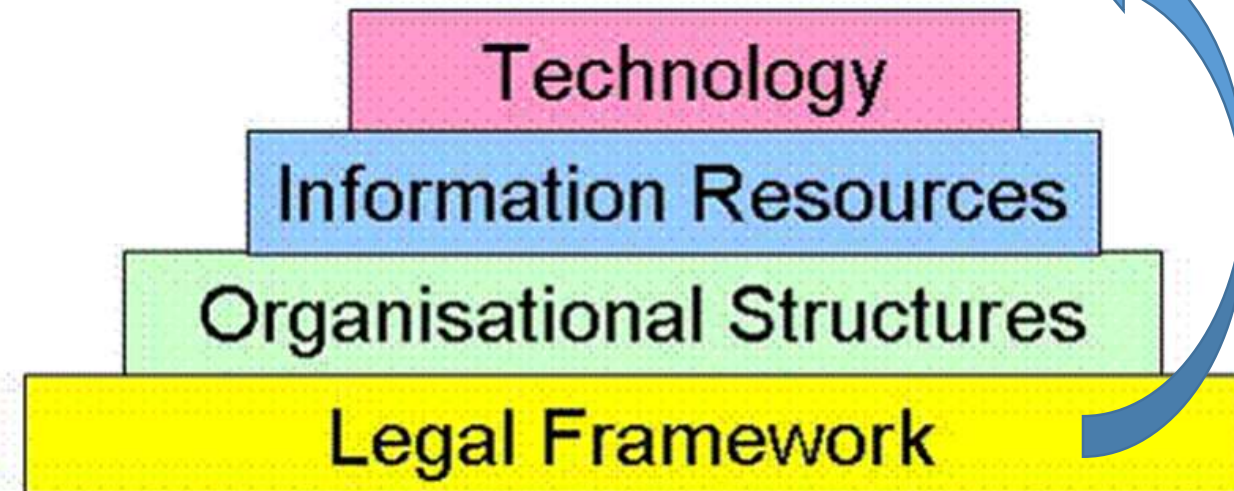 Technology
Information Resources
Organisational Structures
Legal Framework